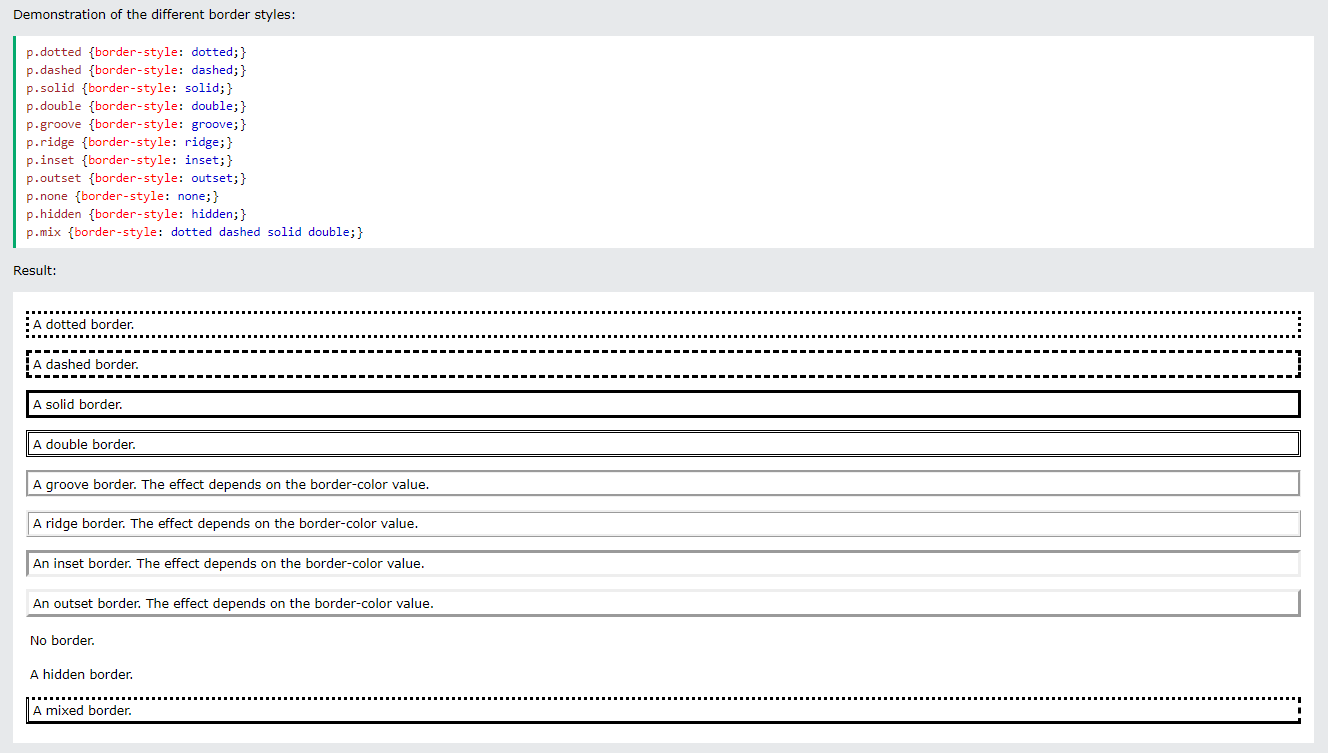 Demonstration of the different border styles:
p.dotted {border-style: dotted;}
p.dashed {border-style: dashed;}
p.solid {border-style: solid;}
p.double {border-style: double;}
p.groove {border-style: groove;}
p.ridge {border-style: ridge;}
p.inset {border-style: inset;}
p.outset {border-style: outset;}
p.none {border-style: none;}
p.hidden {border-style: hidden;}
p.mix {border-style: dotted dashed solid double;}
Result:
A dotted border.
A dashed border.
A solid border.
A double border.
A groove border. The effect depends on the border-color value.
A ridge border. The effect depends on the border-color value.
An inset border. The effect depends on the border-color value.
An outset border. The effect depends on the border-color value.
No border.
A hidden border.
A mixed border.